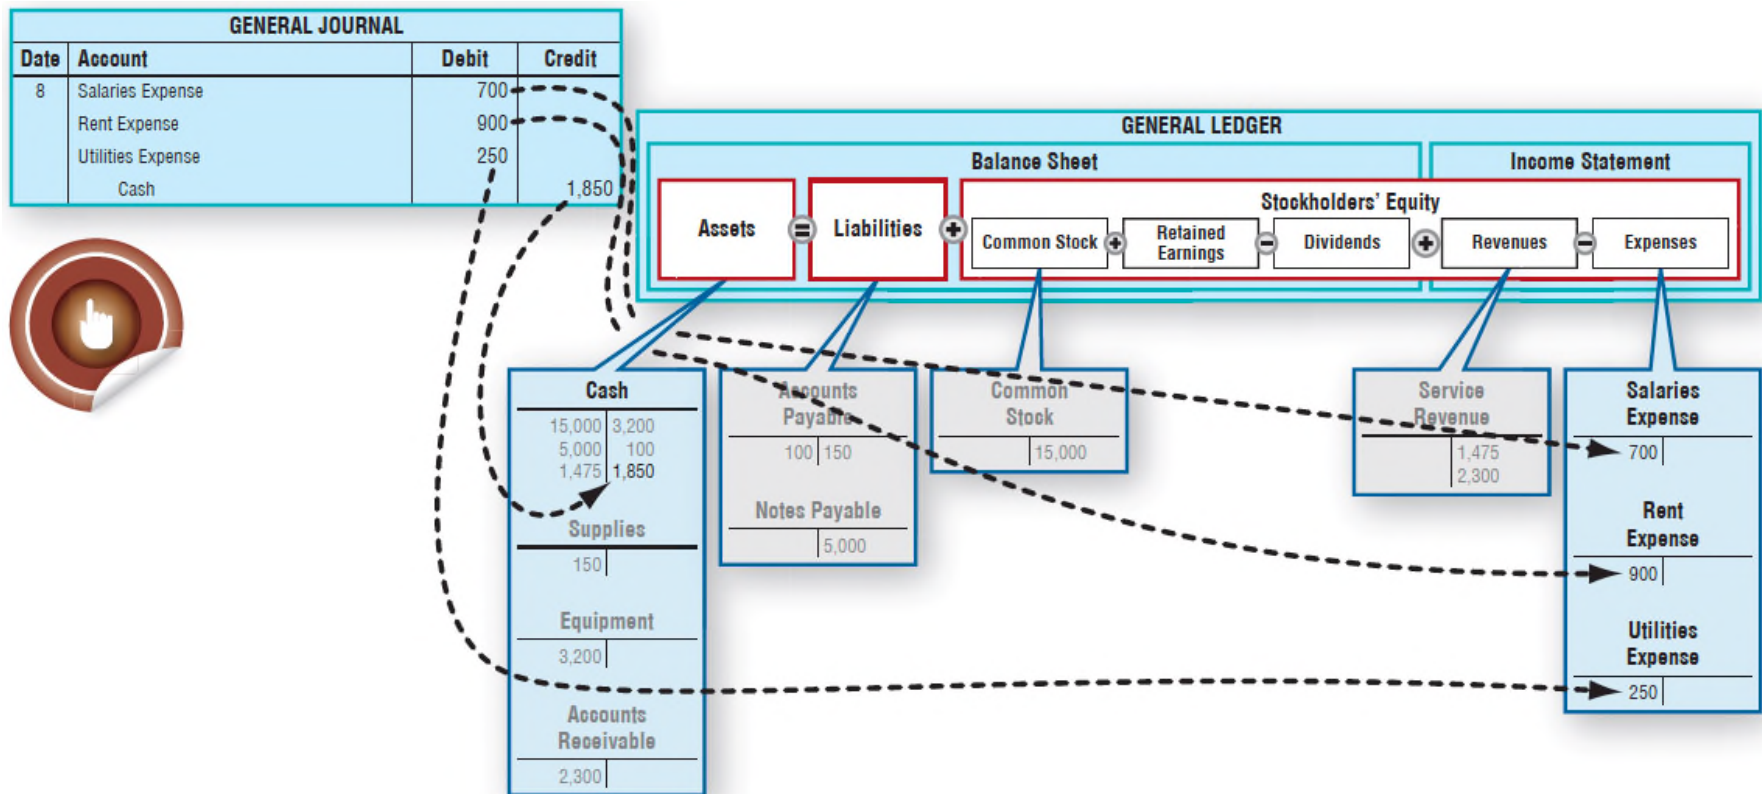 GENERAL JOURNAL
Date Account Debit Credit
8 Salaries Expense 700
Rent Expense 900
Utilities Expense 250
Cash 1,850
GENERAL LEDGER
Balance Sheet
Income Statement
Assets = Liabilities +
Stockholders' Equity
Common Stock + Retained
Earnings − Dividends + Revenues − Expenses
Cash
15,000 3,200
5,000 100
1,475 1,850
Supplies
150
Equipment
3,200
Accounts
Receivable
2,300
Accounts
Payable
100 150
Notes Payable
5,000
Common
Stock
15,000
Service
Revenue
1,475
2,300
Salaries
Expense
700
Rent
Expense
900
Utilities
Expense
250